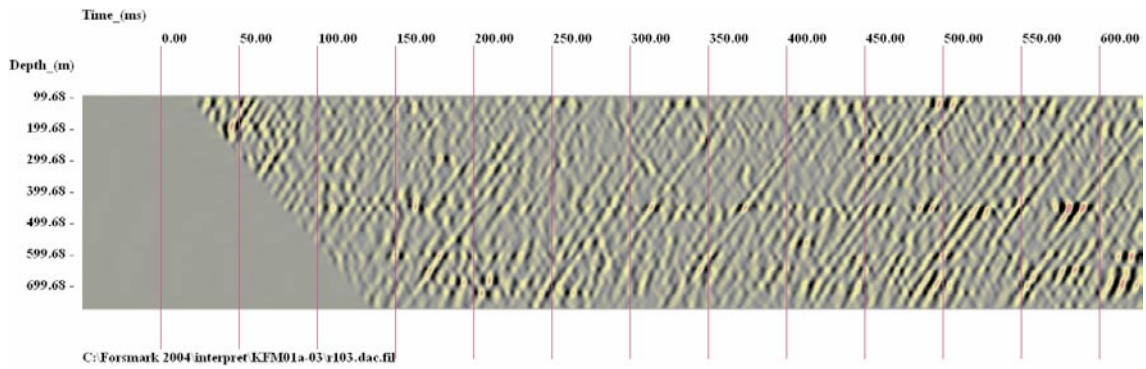 Time_(ms)
0.00 50.00 100.00 150.00 200.00 250.00 300.00 350.00 400.00 450.00 500.00 550.00 600.00
Depth_(m)
99.68 -
199.68 -
299.68 -
399.68 -
499.68 -
599.68 -
699.68 -
C:\Forsmark 2004\interpret\KFM01a-03\r103.dac.fil